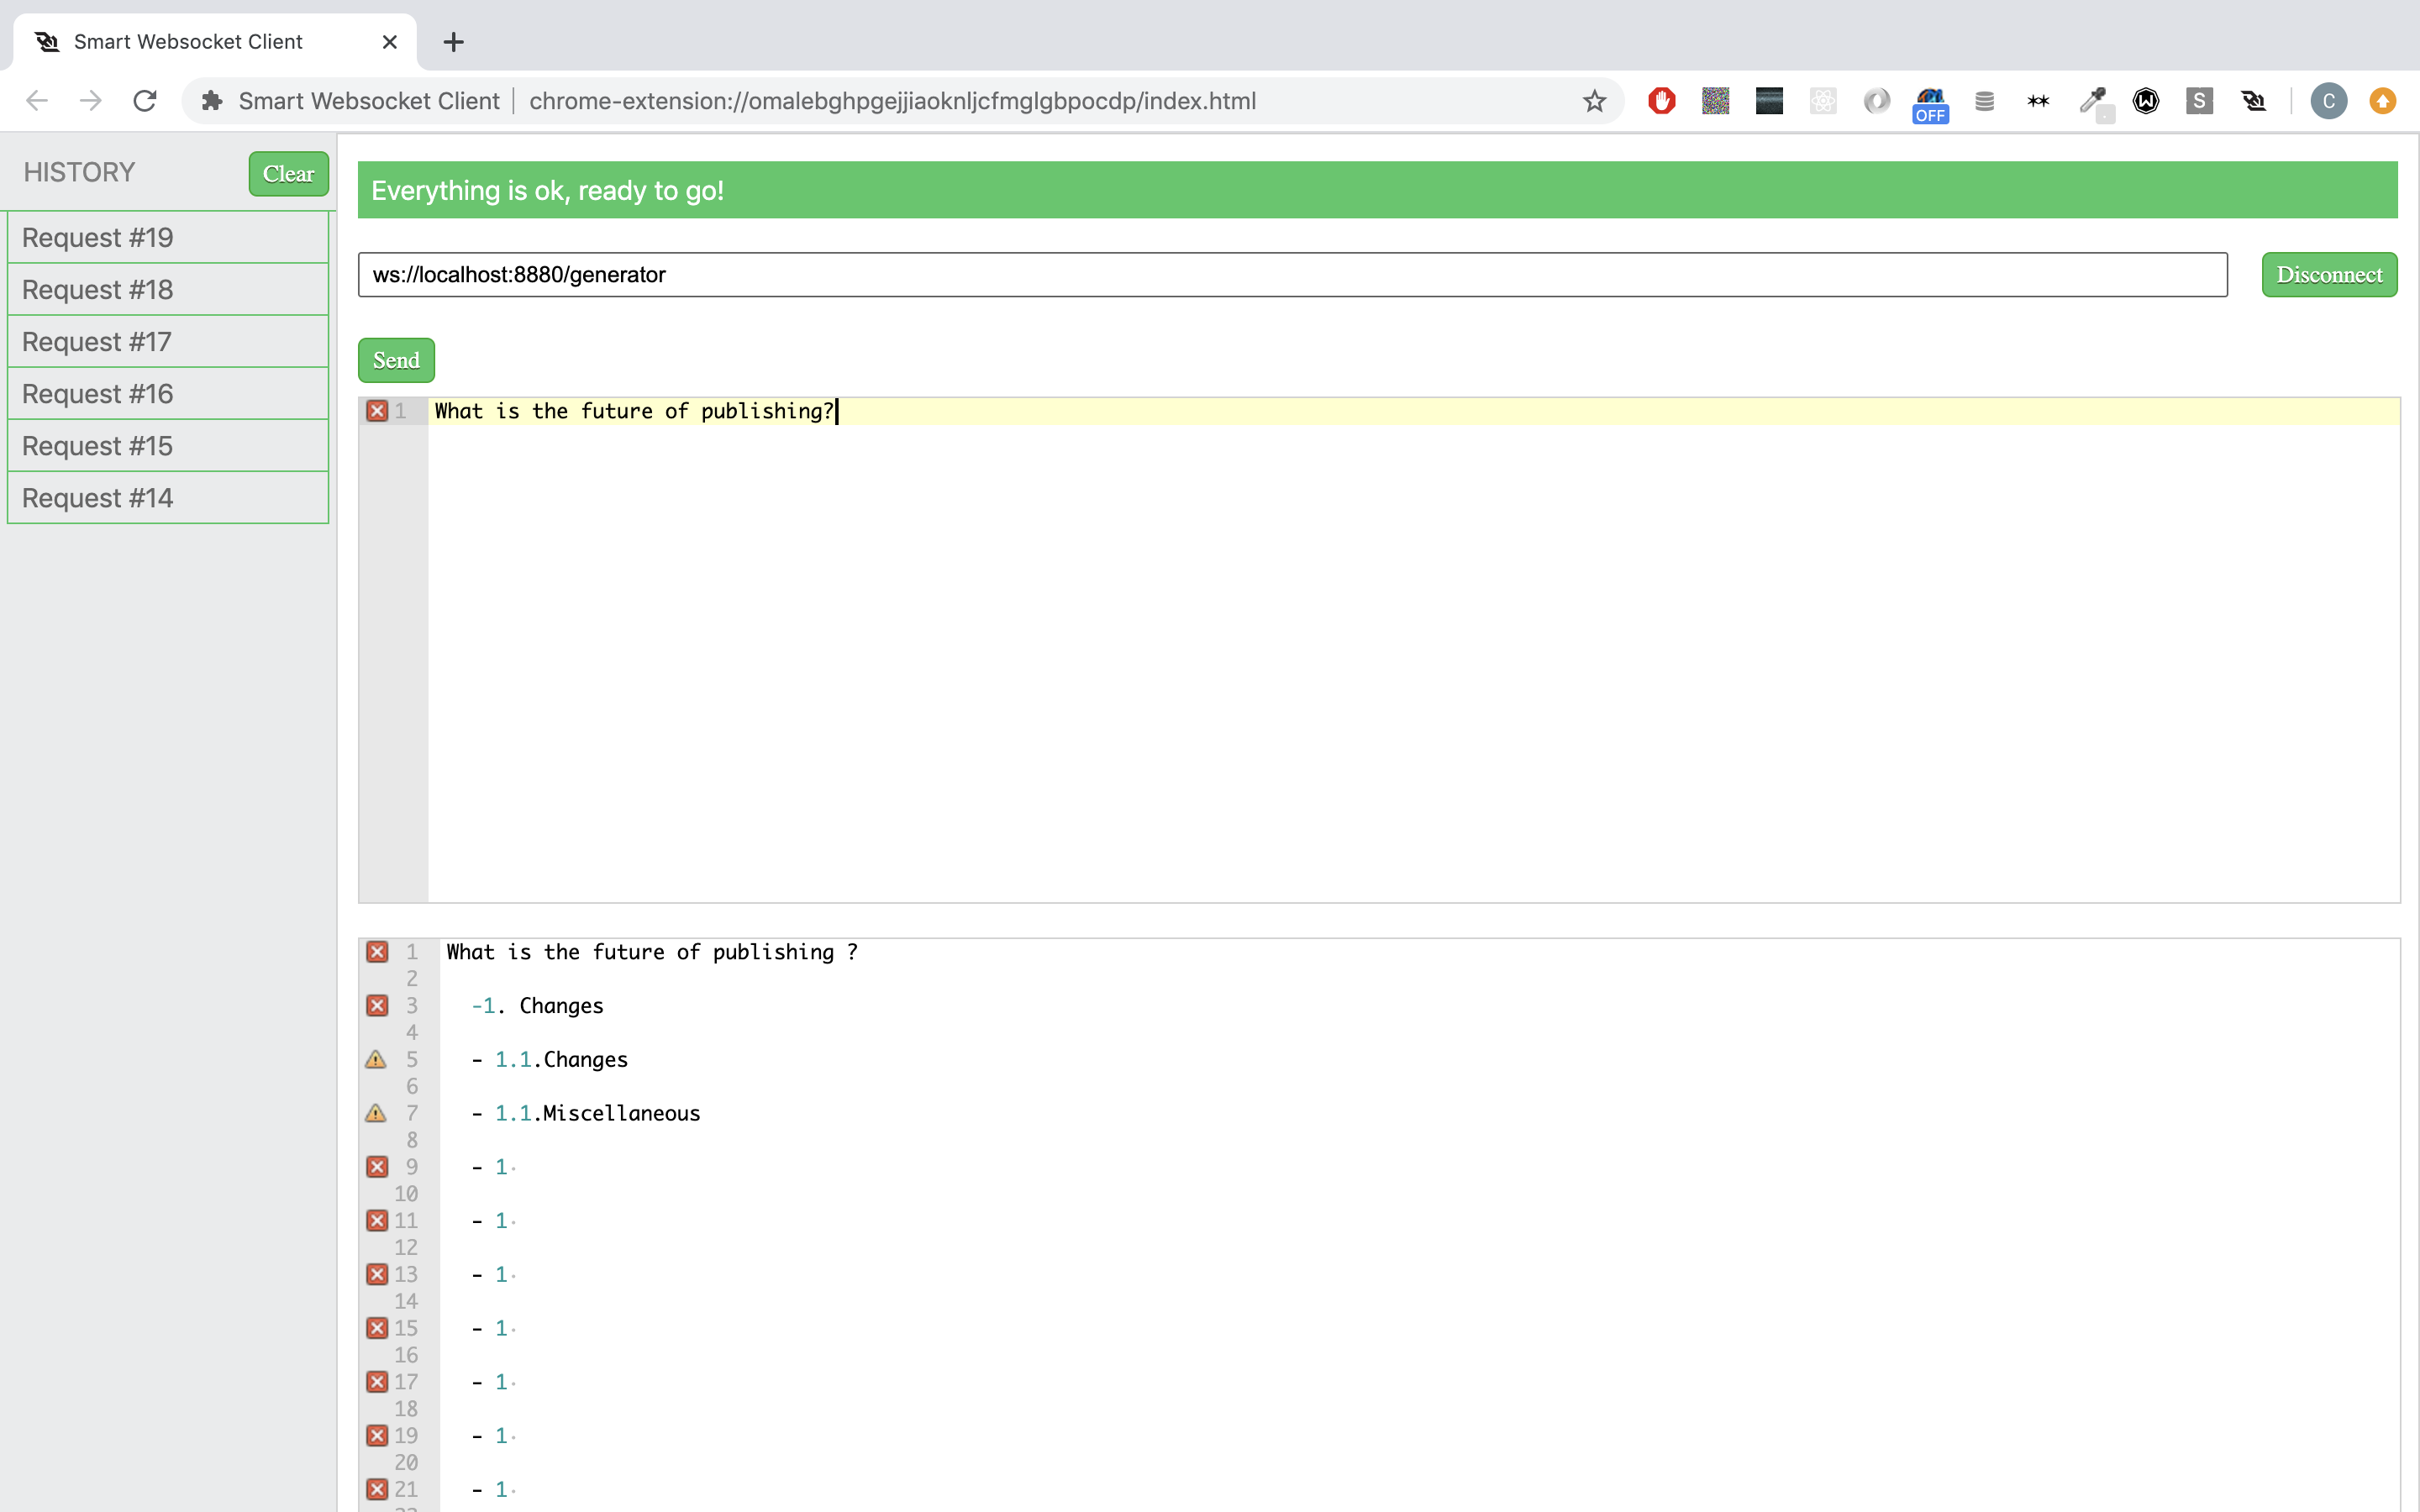 Smart Websocket Client
Smart Websocket Client | chrome-extension://omalebghpgejjiaoknljcfmglgbpocdp/index.html
OFF
S
C
HISTORY
Clear
Request #19
Request #18
Request #17
Request #16
Request #15
Request #14
Everything is ok, ready to go!
ws://localhost:8880/generator
Disconnect
Send
1 What is the future of publishing?
1 What is the future of publishing ?
2
3 -1. Changes
4
5 - 1.1.Changes
6
7 - 1.1.Miscellaneous
8
9 - 1·
10
11 - 1·
12
13 - 1·
14
15 - 1·
16
17 - 1·
18
19 - 1·
20
21 - 1·